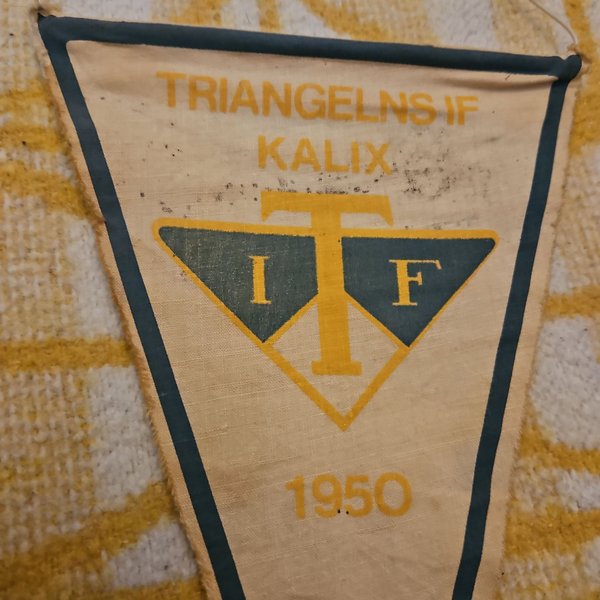 TRIANGELNS IF
KALIX
I T F
1950